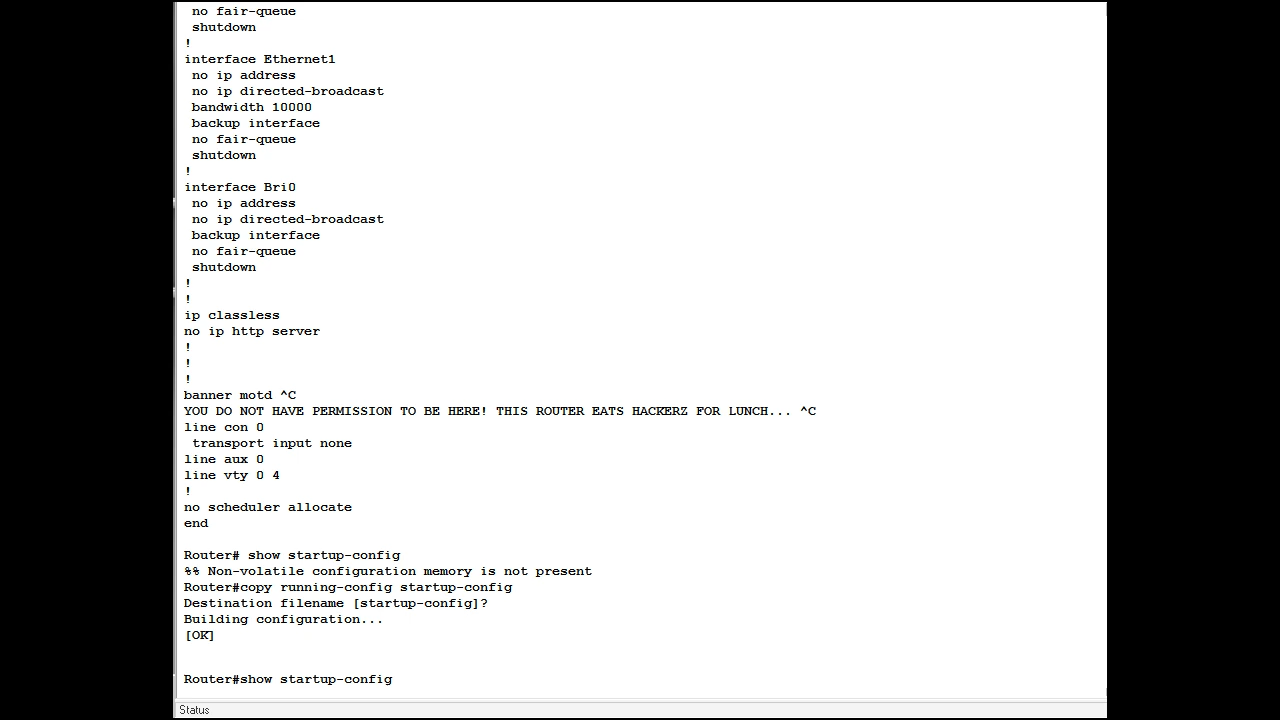 no fair-queue
shutdown
!
interface Ethernet1
no ip address
no ip directed-broadcast
bandwidth 10000
backup interface
no fair-queue
shutdown
!
interface Bri0
no ip address
no ip directed-broadcast
backup interface
no fair-queue
shutdown
!
!
ip classless
no ip http server
!
!
!
banner motd ^C
YOU DO NOT HAVE PERMISSION TO BE HERE! THIS ROUTER EATS HACKERZ FOR LUNCH... ^C
line con 0
transport input none
line aux 0
line vty 0 4
!
no scheduler allocate
end
Router# show startup-config
%% Non-volatile configuration memory is not present
Router#copy running-config startup-config
Destination filename [startup-config]?
Building configuration...
[OK]
Router#show startup-config
Status